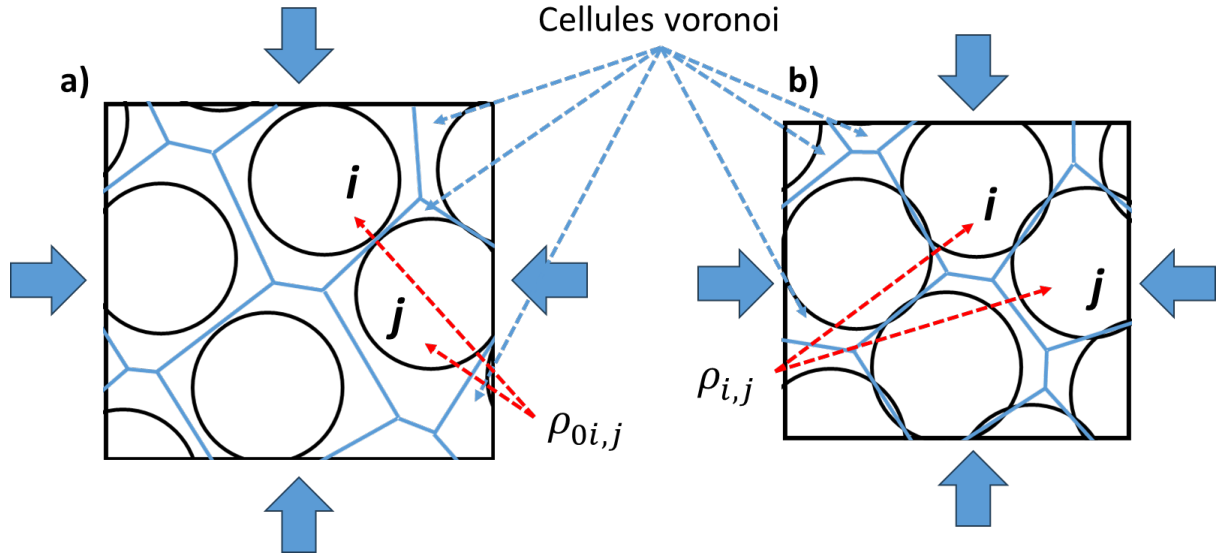 Cellules voronoi
a)
b)
i
j
ρ₀ᵢ,ⱼ
i
j
ρᵢ,ⱼ